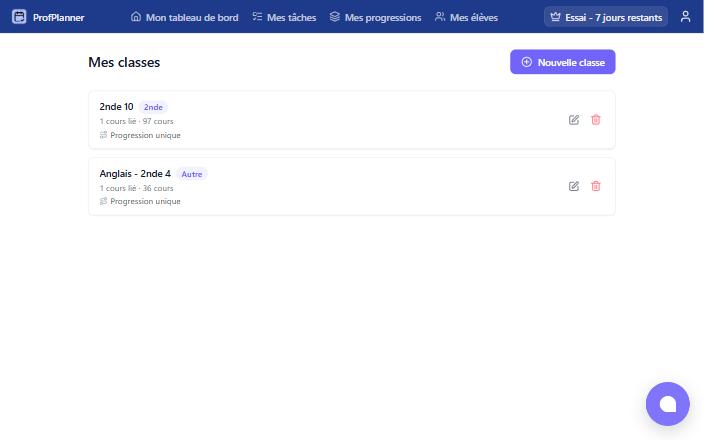 ProfPlanner
Mon tableau de bord
Mes tâches
Mes progressions
Mes élèves
Essai - 7 jours restants
Mes classes
Nouvelle classe
2nde 10 2nde
1 cours lié · 97 cours
Progression unique
Anglais - 2nde 4 Autre
1 cours lié · 36 cours
Progression unique